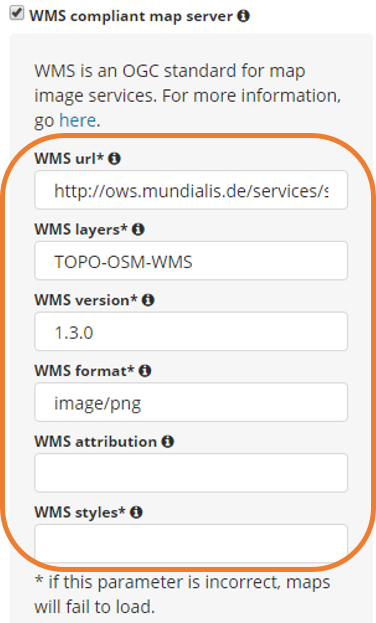 WMS compliant map server
WMS is an OGC standard for map
image services. For more information,
go here.
WMS url*
http://ows.mundialis.de/services/s
WMS layers*
TOPO-OSM-WMS
WMS version*
1.3.0
WMS format*
image/png
WMS attribution
WMS styles*
* if this parameter is incorrect, maps
will fail to load.